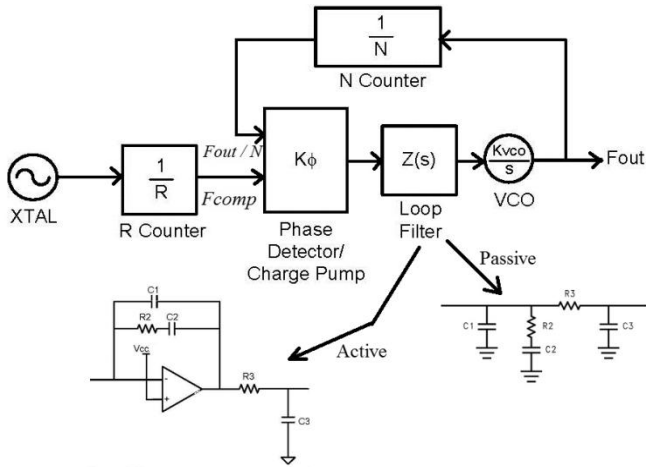 1
N
N Counter
Fout / N
XTAL
1
R
R Counter
Fcomp
Kϕ
Phase
Detector/
Charge Pump
Z(s)
Loop
Filter
Kvco
s
VCO
Fout
Passive
Active
C1
R2
C2
Vcc
-
+
R3
C3
R3
C1
R2
C2
C3